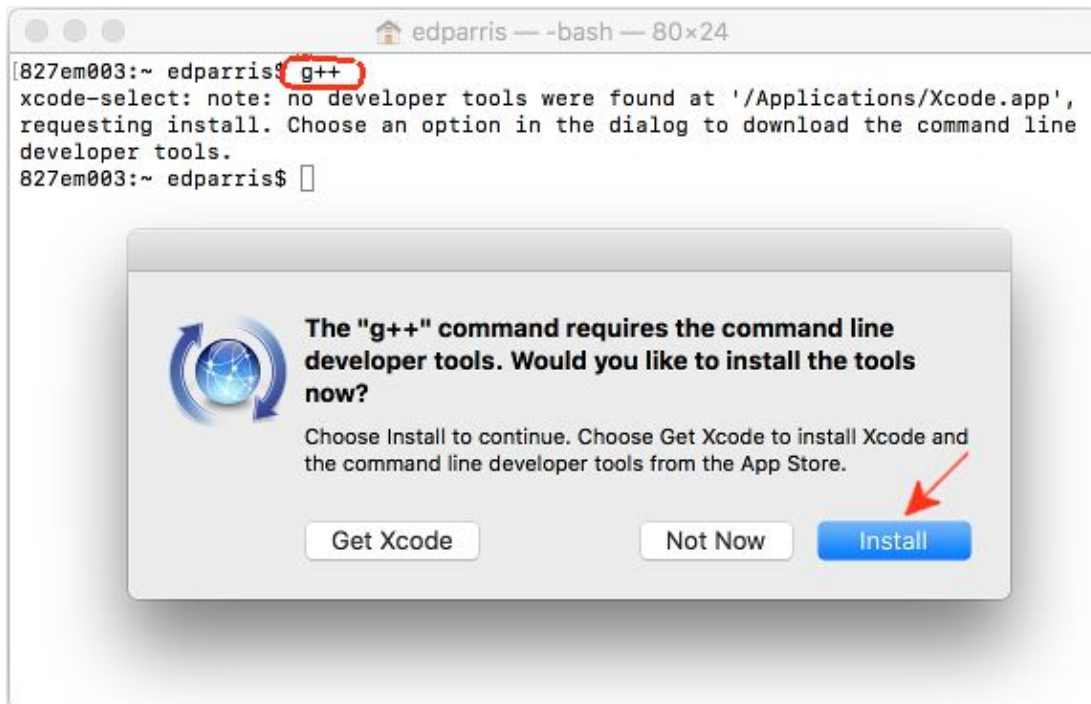 edparris — -bash — 80×24
[827em003:~ edparris$ g++
xcode-select: note: no developer tools were found at '/Applications/Xcode.app',
requesting install. Choose an option in the dialog to download the command line
developer tools.
827em003:~ edparris$
The "g++" command requires the command line
developer tools. Would you like to install the tools
now?
Choose Install to continue. Choose Get Xcode to install Xcode and
the command line developer tools from the App Store.
Get Xcode Not Now Install